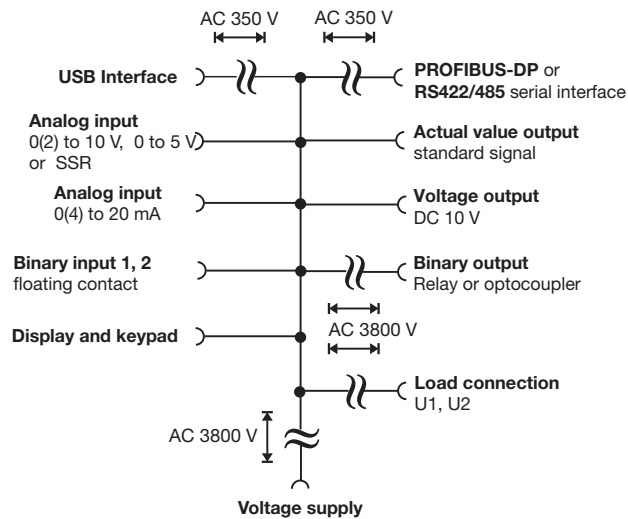 AC 350 V
AC 350 V
USB Interface
PROFIBUS-DP or
RS422/485 serial interface
Analog input
0(2) to 10 V, 0 to 5 V
or SSR
Actual value output
standard signal
Analog input
0(4) to 20 mA
Voltage output
DC 10 V
Binary input 1, 2
floating contact
Binary output
Relay or optocoupler
Display and keypad
AC 3800 V
Load connection
U1, U2
AC 3800 V
Voltage supply